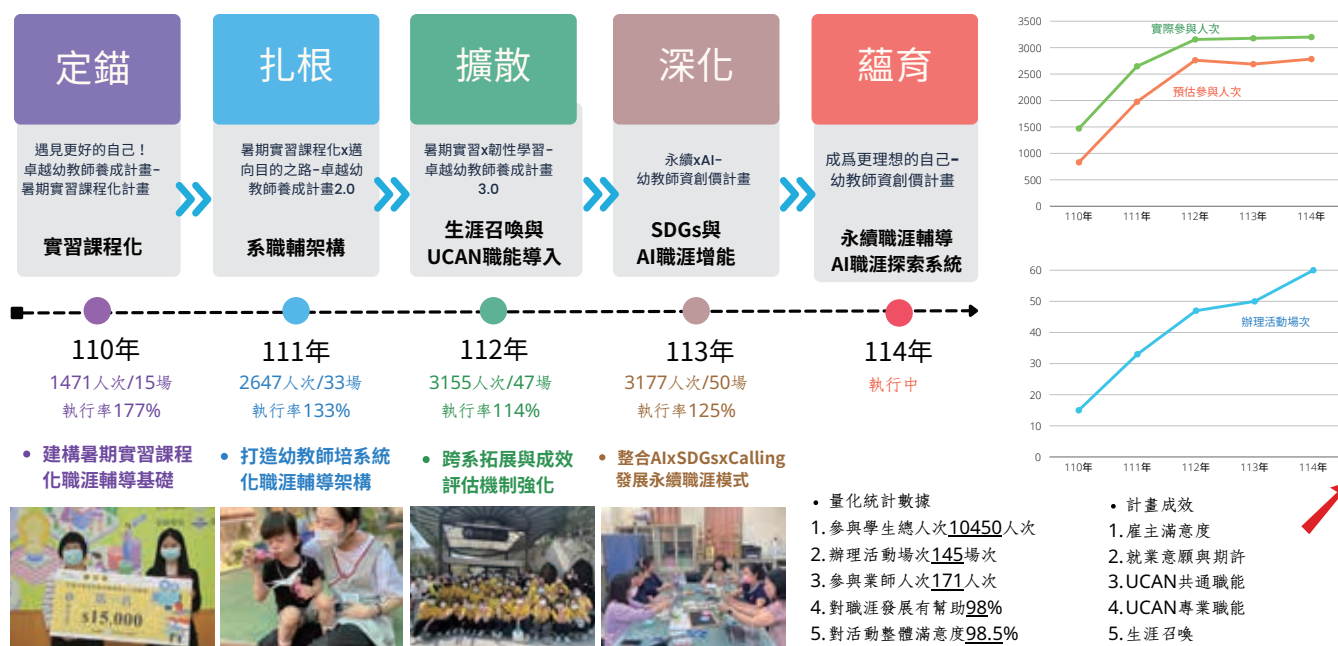 定錨
遇見更好的自己！
卓越幼教師養成計畫-
暑期實習課程化計畫
實習課程化
扎根
暑期實習課程化x邁
向目的之路-卓越幼
教師養成計畫2.0
系職輔架構
擴散
暑期實習x韌性學習-
卓越幼教師養成計畫
3.0
生涯召喚與
UCAN職能導入
深化
永續xAI-
幼教師資創價計畫
SDGs與
AI職涯增能
蘊育
成爲更理想的自己-
幼教師資創價計畫
永續職涯輔導
AI職涯探索系統
110年
1471人次/15場
執行率177%
建構暑期實習課程
化職涯輔導基礎
111年
2647人次/33場
執行率133%
打造幼教師培系統
化職涯輔導架構
112年
3155人次/47場
執行率114%
跨系拓展與成效
評估機制強化
113年
3177人次/50場
執行率125%
整合AIxSDGsxCalling
發展永續職涯模式
114年
執行中
$15,000
3500
3000
2500
2000
1500
1000
500
0
實際參與人次
預估參與人次
110年 111年 112年 113年 114年
60
50
40
30
20
10
0
辦理活動場次
110年 111年 112年 113年 114年
• 量化統計數據
1.參與學生總人次10450人次
2.辦理活動場次145場次
3.參與業師人次171人次
4.對職涯發展有幫助98%
5.對活動整體滿意度98.5%
• 計畫成效
1.雇主滿意度
2.就業意願與期許
3.UCAN共通職能
4.UCAN專業職能
5.生涯召喚